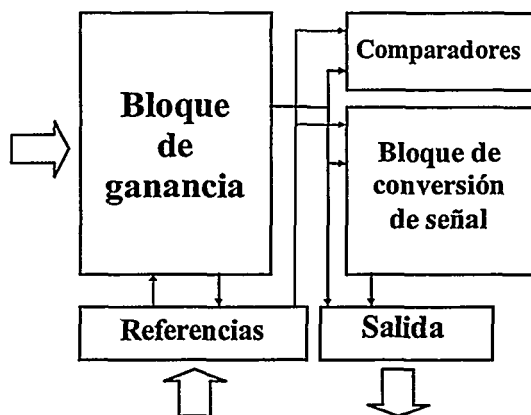 Bloque
de
ganancia
Comparadores
Bloque de
conversión
de señal
Referencias
Salida